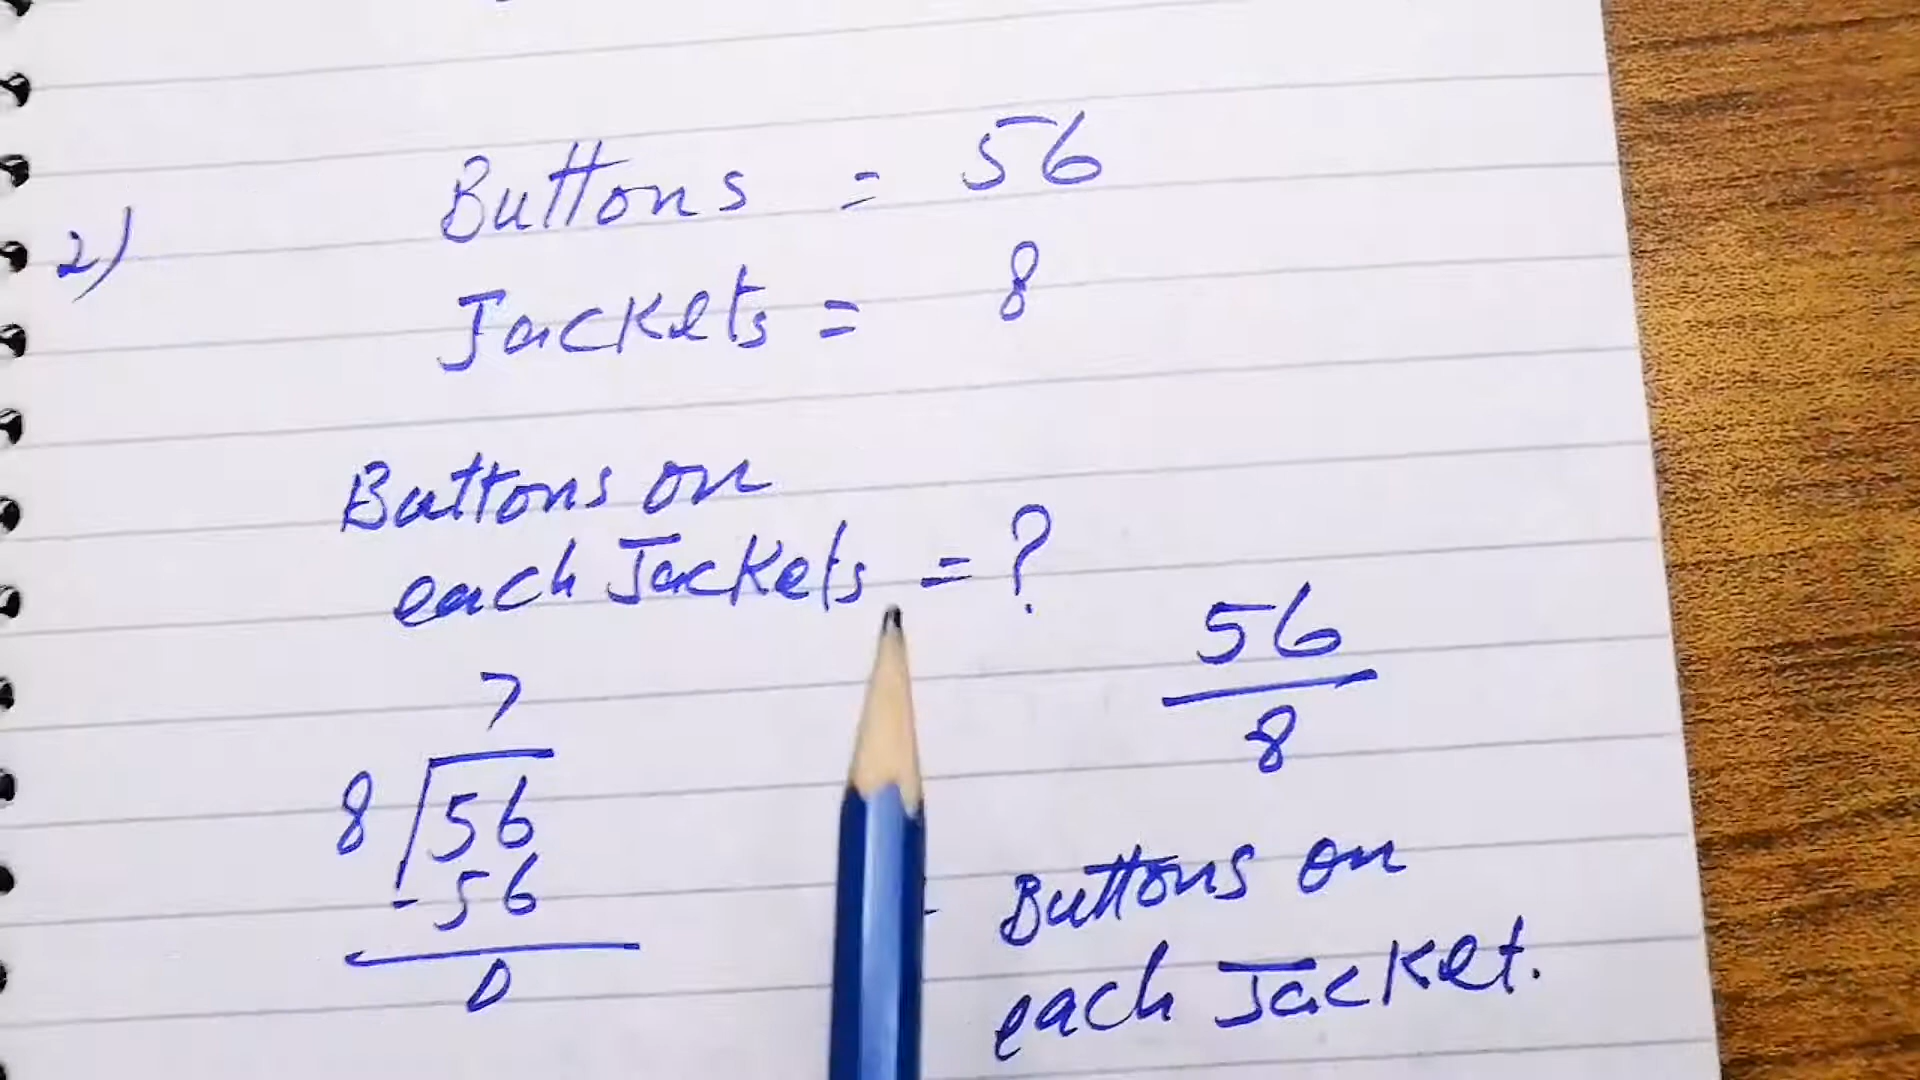 2) Buttons = 56
Jackets = 8
Buttons on
each Jackets = ?
56
8
7
8 56
-56
0
Buttons on
each Jacket.